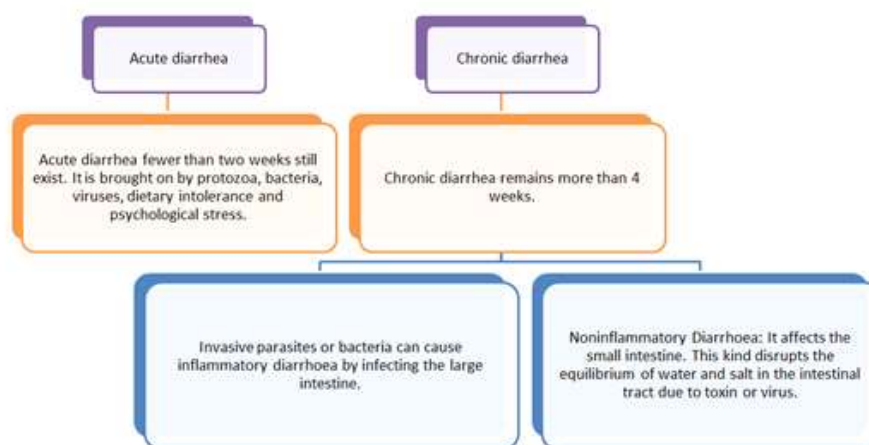 Acute diarrhea
Chronic diarrhea
Acute diarrhea fewer than two weeks still
exist. It is brought on by protozoa, bacteria,
viruses, dietary intolerance and
psychological stress.
Chronic diarrhea remains more than 4
weeks.
Invasive parasites or bacteria can cause
inflammatory diarrhoea by infecting the large
intestine.
Noninflammatory Diarrhoea: It affects the
small intestine. This kind disrupts the
equilibrium of water and salt in the intestinal
tract due to toxin or virus.